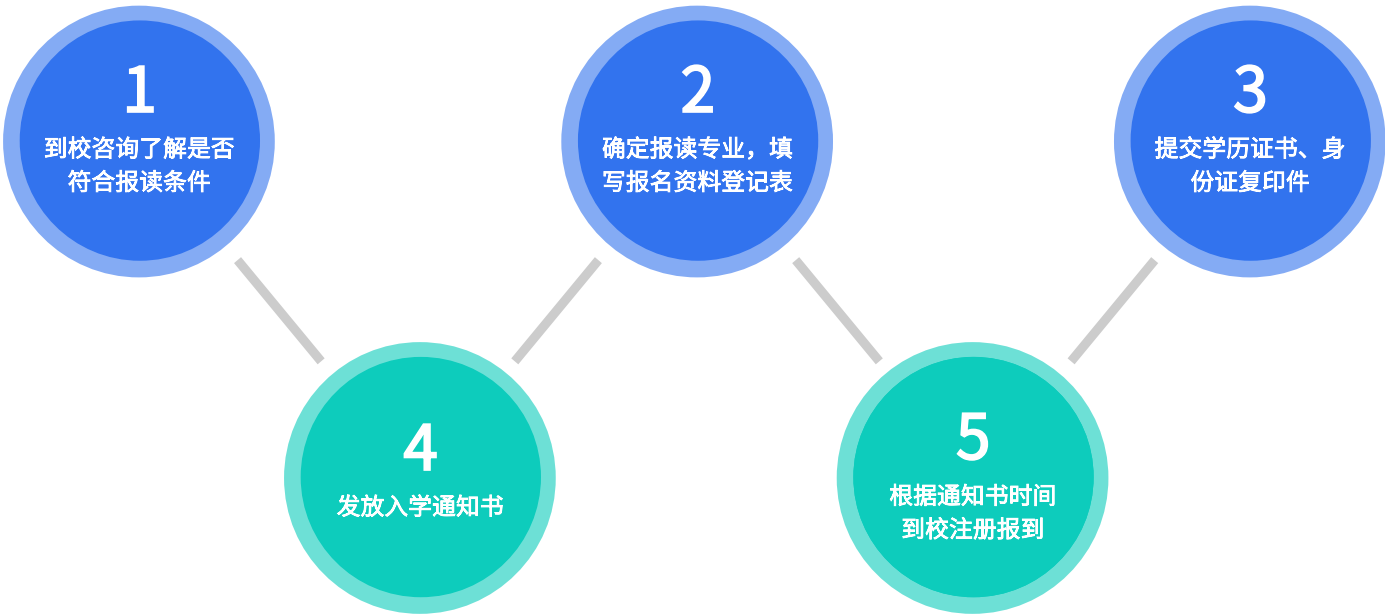 1
到校咨询了解是否
符合报读条件
2
确定报读专业，填
写报名资料登记表
3
提交学历证书、身
份证复印件
4
发放入学通知书
5
根据通知书时间
到校注册报到